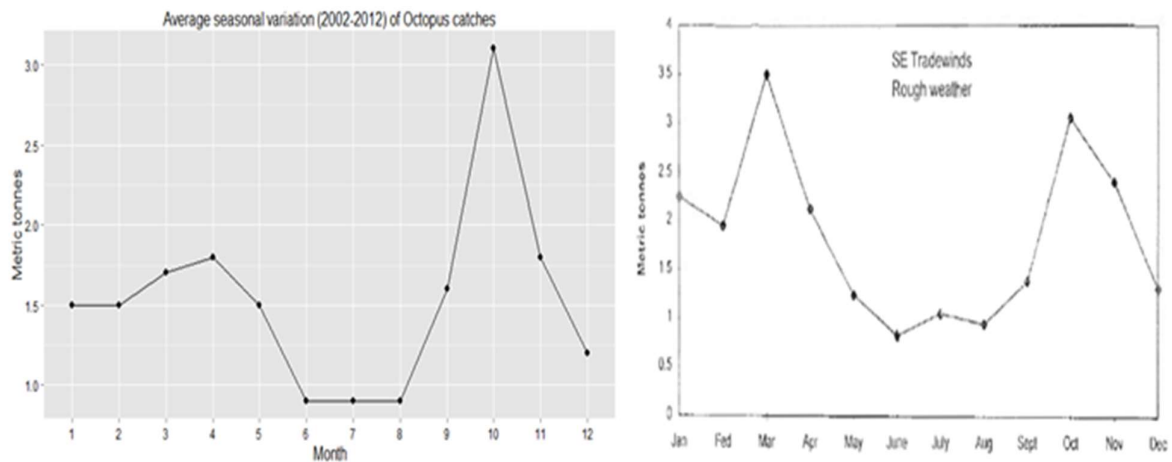 Average seasonal variation (2002-2012) of Octopus catches
Metric tonnes
3.0
2.5
2.0
1.5
1.0
1 2 3 4 5 6 7 8 9 10 11 12
Month
SE Tradewinds
Rough weather
Metric tonnes
4
3.5
3
2.5
2
1.5
1
0.5
0
Jan Fed Mar Apr May June July Aug Sept Oct Nov Dec